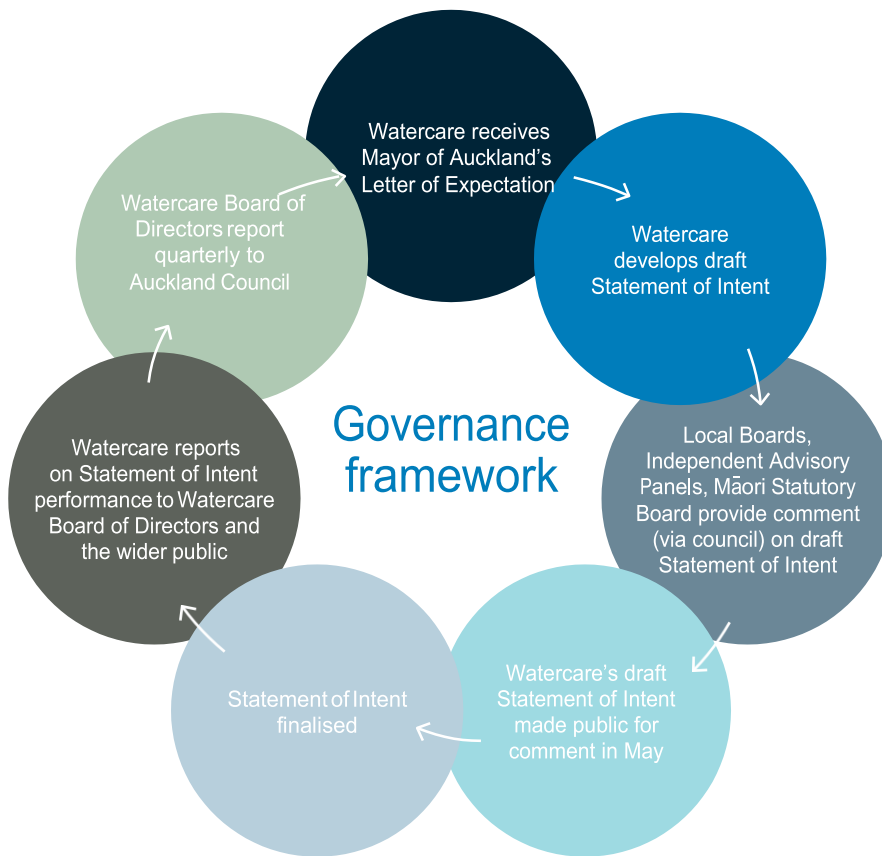 Watercare receives
Mayor of Auckland's
Letter of Expectation
Watercare
develops draft
Statement of Intent
Local Boards,
Independent Advisory
Panels, Māori Statutory
Board provide comment
(via council) on draft
Statement of Intent
Watercare's draft
Statement of Intent
made public for
comment in May
Statement of Intent
finalised
Watercare reports
on Statement of Intent
performance to Watercare
Board of Directors and
the wider public
Watercare Board of
Directors report
quarterly to
Auckland Council
Governance
framework